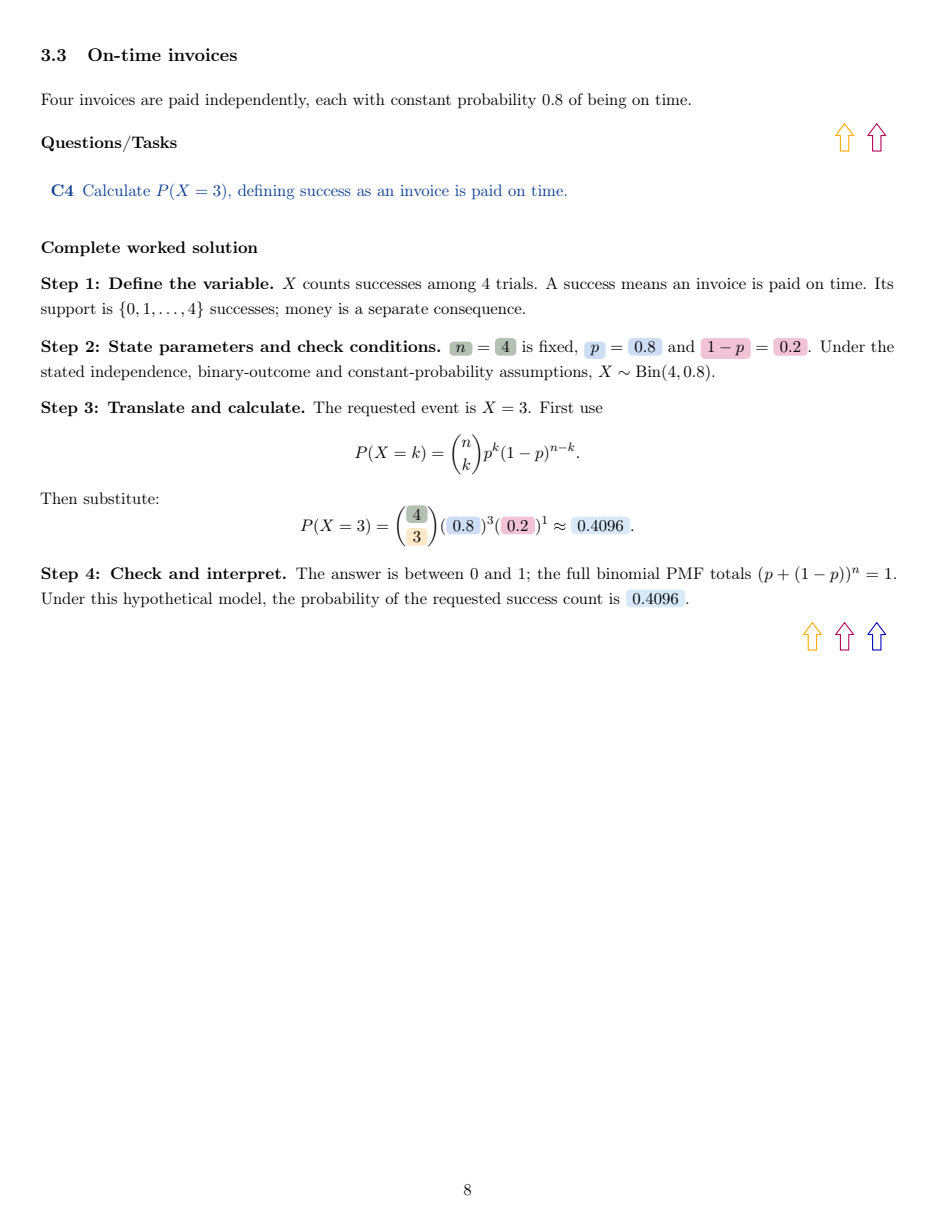 3.3 On-time invoices
Four invoices are paid independently, each with constant probability 0.8 of being on time.
Questions/Tasks
C4 Calculate P(X = 3), defining success as an invoice is paid on time.
Complete worked solution
Step 1: Define the variable. X counts successes among 4 trials. A success means an invoice is paid on time. Its
support is {0, 1, . . . , 4} successes; money is a separate consequence.
Step 2: State parameters and check conditions. n = 4 is fixed, p = 0.8 and 1 − p = 0.2 . Under the
stated independence, binary-outcome and constant-probability assumptions, X ∼ Bin(4, 0.8).
Step 3: Translate and calculate. The requested event is X = 3. First use
P(X = k) = (n k) p^k (1 − p)^{n−k}.
Then substitute:
P(X = 3) = (4 3) ( 0.8 )^3 ( 0.2 )^1 ≈ 0.4096 .
Step 4: Check and interpret. The answer is between 0 and 1; the full binomial PMF totals (p + (1 − p))^n = 1.
Under this hypothetical model, the probability of the requested success count is 0.4096 .
8